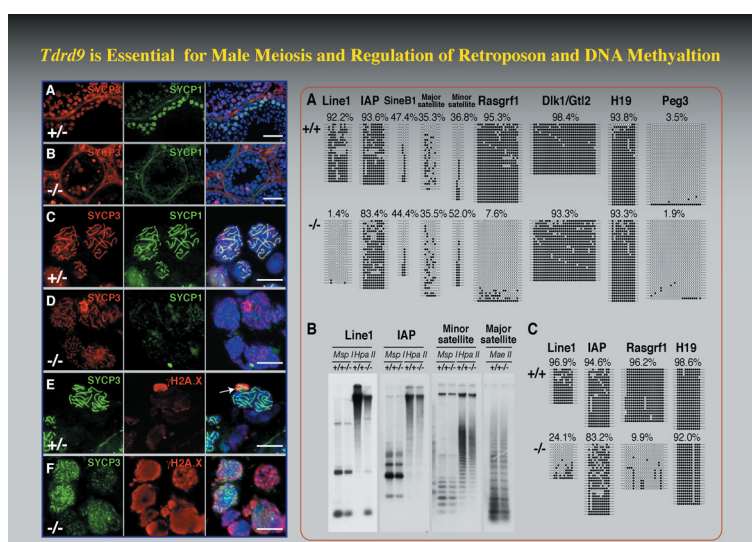 Tdrd9 is Essential for Male Meiosis and Regulation of Retroposon and DNA Methyaltion
A SYCP3 SYCP1
+/-
B SYCP3 SYCP1
-/-
C SYCP3 SYCP1
+/-
D SYCP3 SYCP1
-/-
E SYCP3 γH2A.X
+/-
F SYCP3 γH2A.X
-/-
A Line1 IAP SineB1 Major satellite Minor satellite Rasgrf1 Dlk1/Gtl2 H19 Peg3
+/+ 92.2% 93.6% 47.4% 35.3% 36.8% 95.3% 98.4% 93.8% 3.5%
-/- 1.4% 83.4% 44.4% 35.5% 52.0% 7.6% 93.3% 93.3% 1.9%
B Line1 IAP Minor satellite Major satellite
Msp I Hpa II Msp I Hpa II Msp I Hpa II Mae II
+/+-/- +/+-/- +/+-/- +/+-/- +/+-/- +/+-/- +/+-/-
C Line1 IAP Rasgrf1 H19
+/+ 96.9% 94.6% 96.2% 98.6%
-/- 24.1% 83.2% 9.9% 92.0%